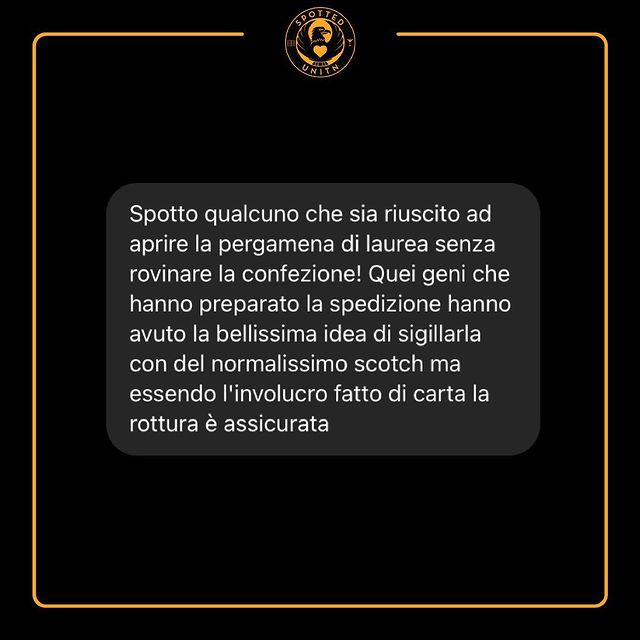 SPOTTED
UNITN
Spotto qualcuno che sia riuscito ad
aprire la pergamena di laurea senza
rovinare la confezione! Quei geni che
hanno preparato la spedizione hanno
avuto la bellissima idea di sigillarla
con del normalissimo scotch ma
essendo l'involucro fatto di carta la
rottura è assicurata